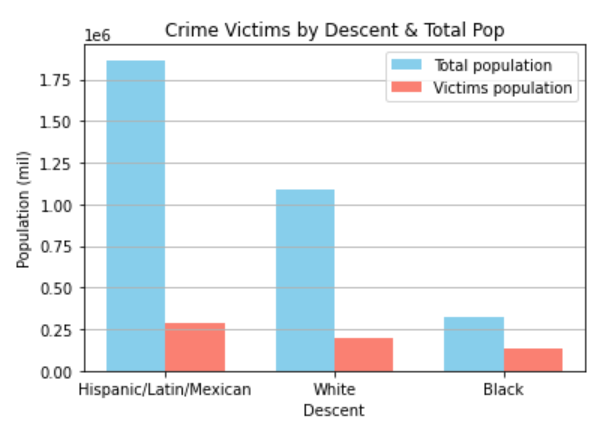 Crime Victims by Descent & Total Pop
1e6
Total population
Victims population
1.75
1.50
1.25
1.00
0.75
0.50
0.25
0.00
Population (mil)
Hispanic/Latin/Mexican White Black
Descent